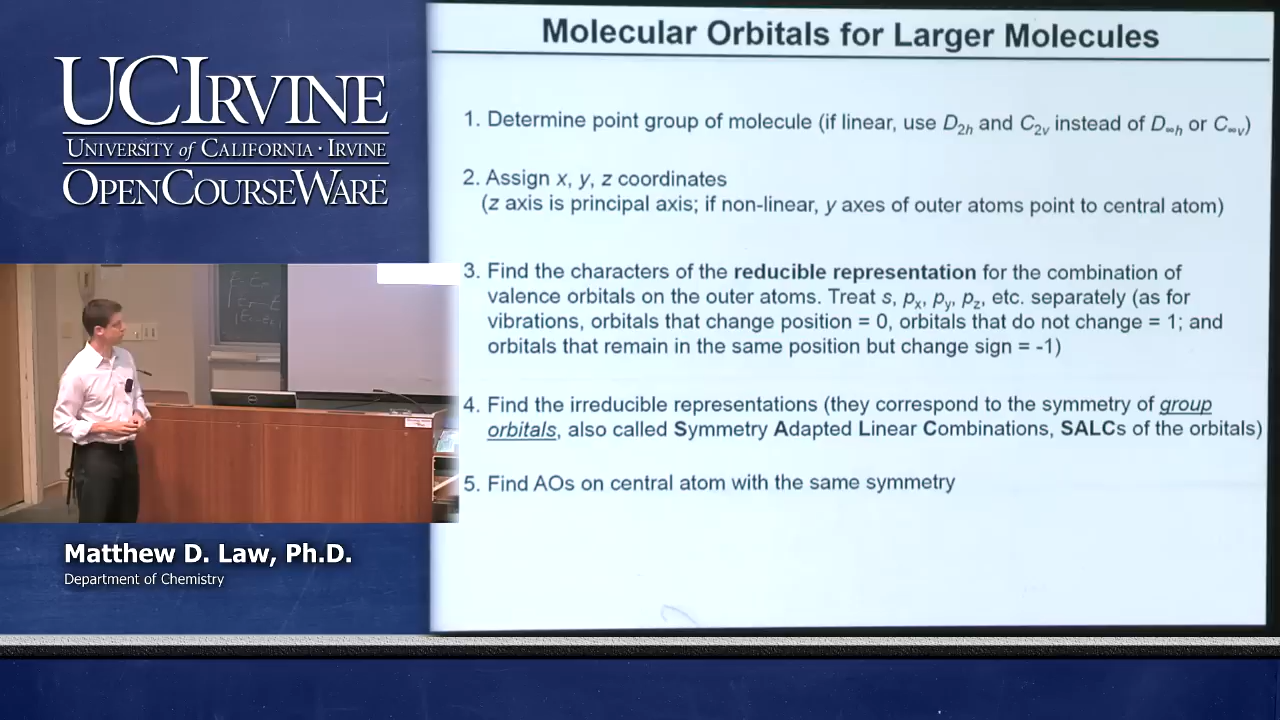 UCIRVINE
UNIVERSITY of CALIFORNIA · IRVINE
OPENCOURSEWARE
Matthew D. Law, Ph.D.
Department of Chemistry
Molecular Orbitals for Larger Molecules
1. Determine point group of molecule (if linear, use D2h and C2v instead of D∞h or C∞v)
2. Assign x, y, z coordinates
(z axis is principal axis; if non-linear, y axes of outer atoms point to central atom)
3. Find the characters of the reducible representation for the combination of
valence orbitals on the outer atoms. Treat s, px, py, pz, etc. separately (as for
vibrations, orbitals that change position = 0, orbitals that do not change = 1; and
orbitals that remain in the same position but change sign = -1)
4. Find the irreducible representations (they correspond to the symmetry of group
orbitals, also called Symmetry Adapted Linear Combinations, SALCs of the orbitals)
5. Find AOs on central atom with the same symmetry